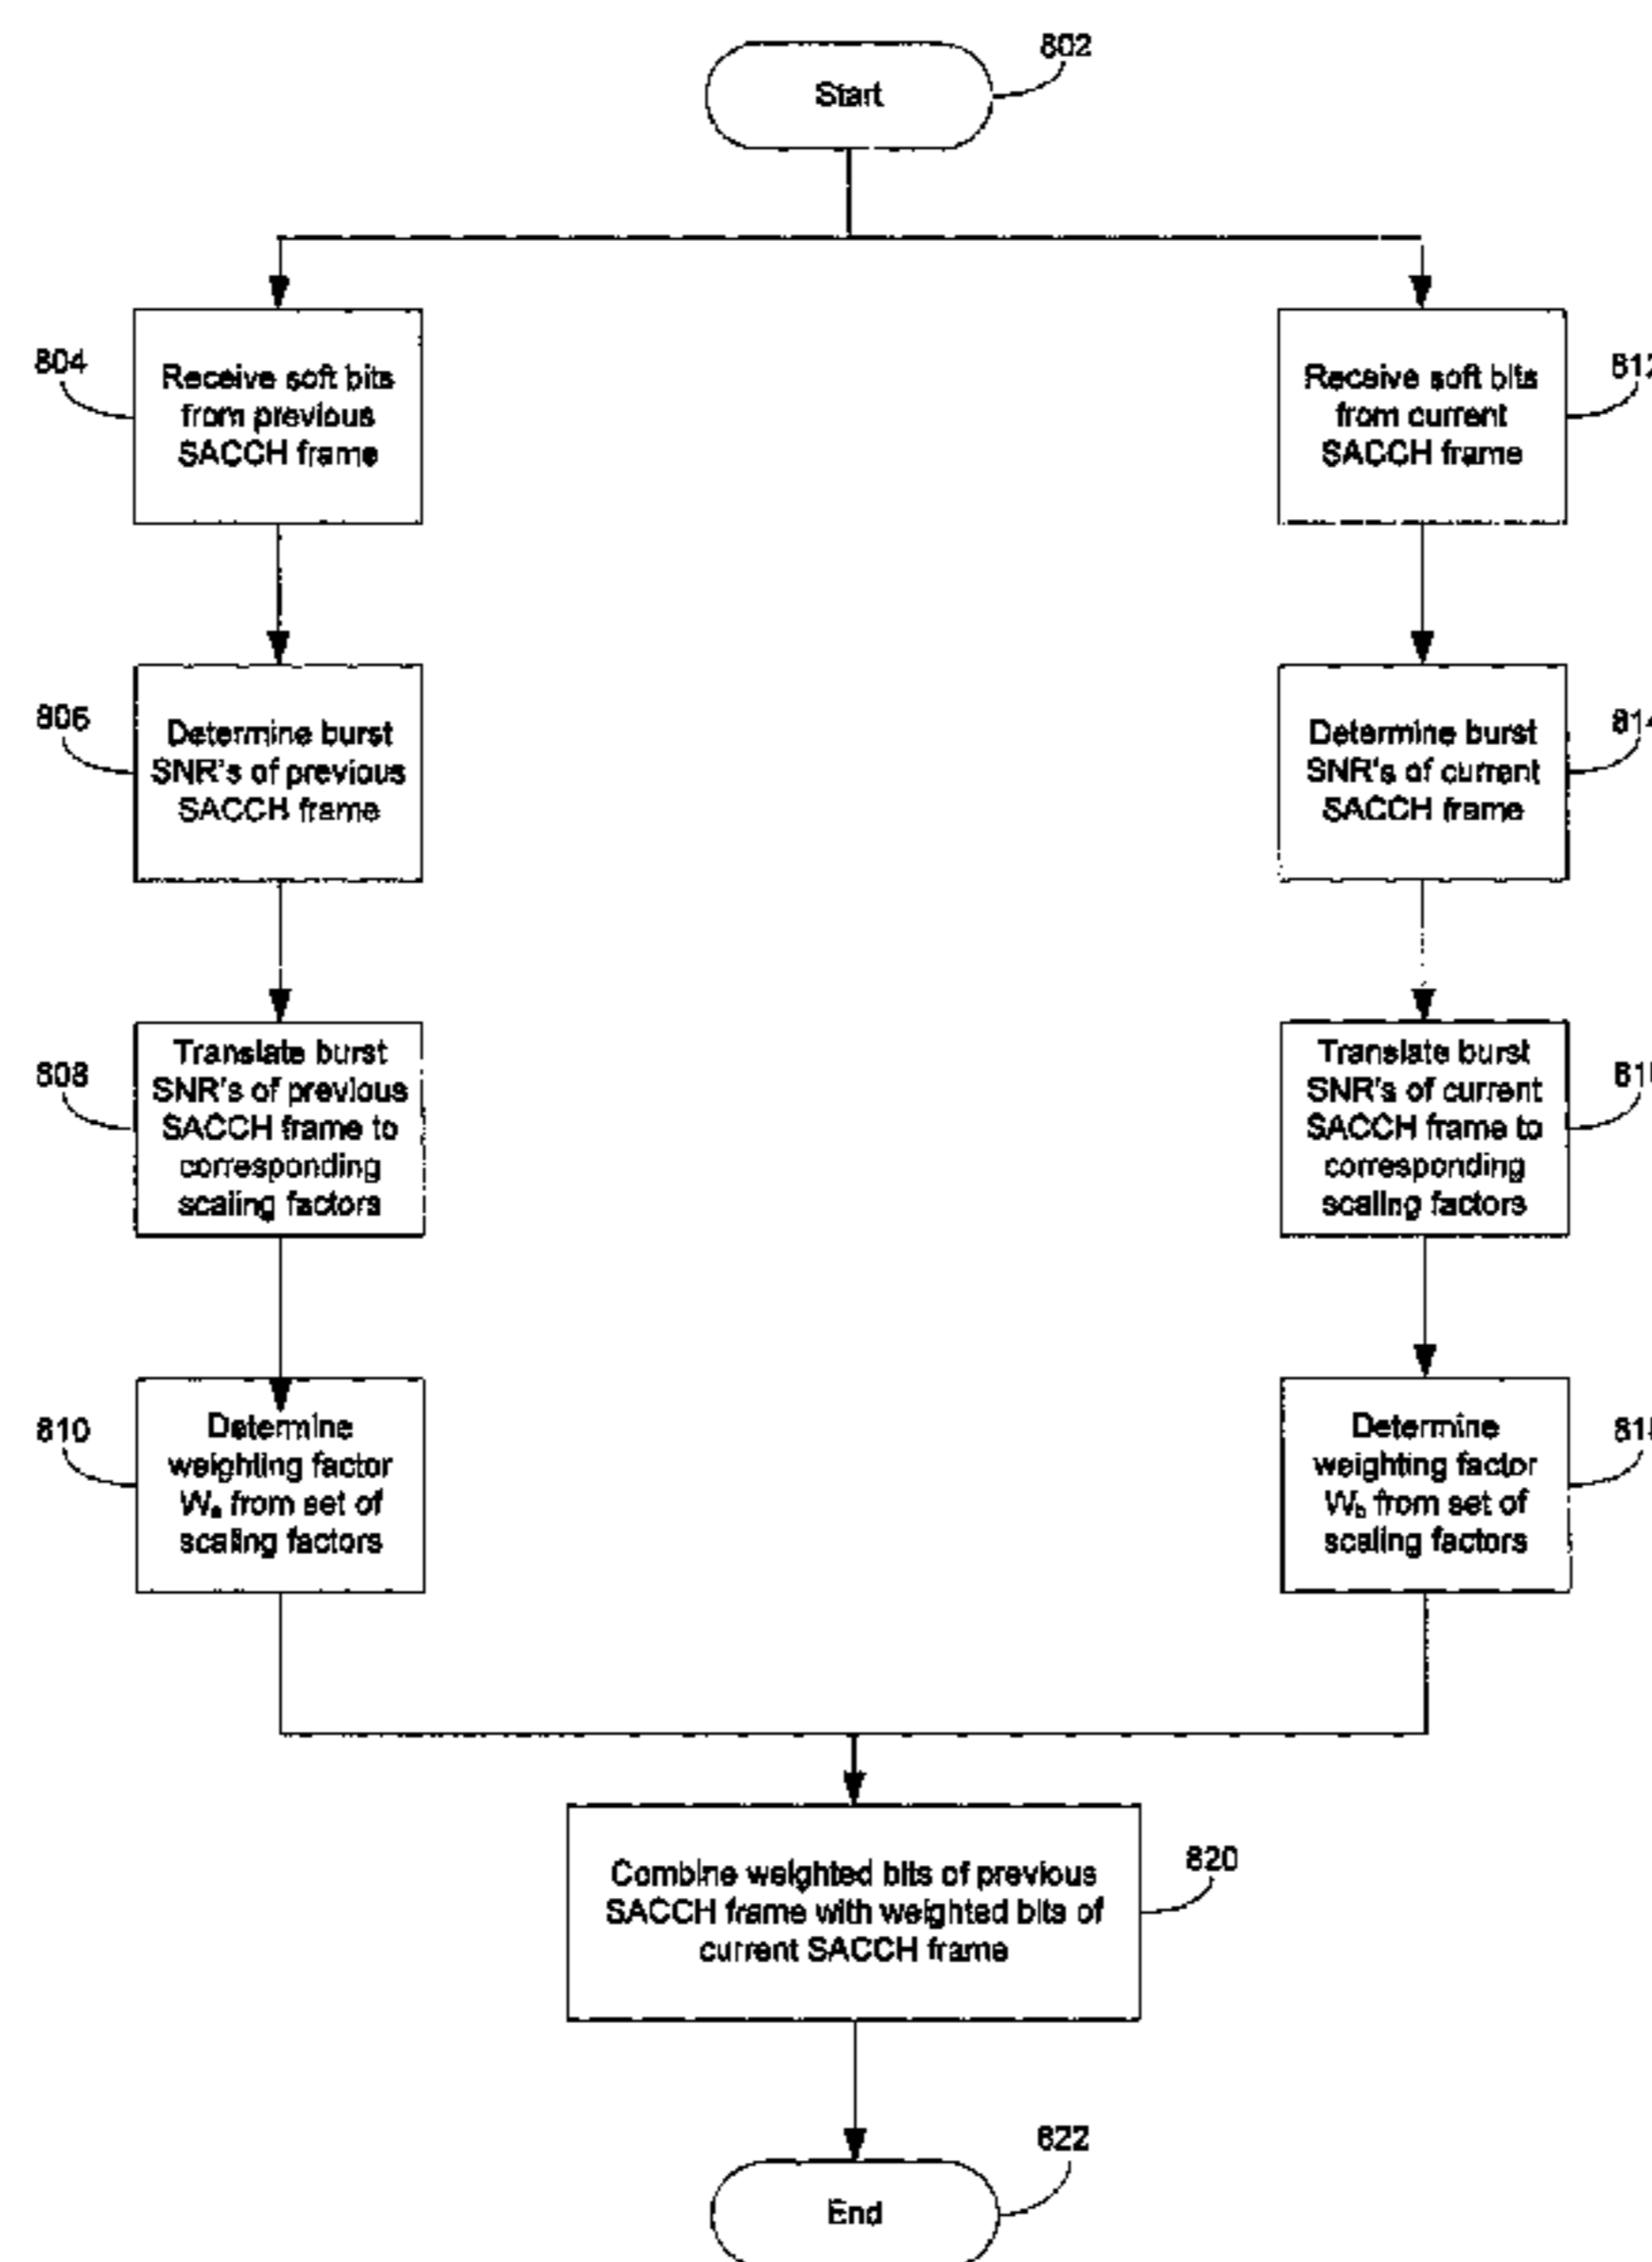 802
Start
804
Receive soft bits
from previous
SACCH frame
Receive soft bits
from current
SACCH frame
806
Determine burst
SNR's of previous
SACCH frame
Determine burst
SNR's of current
SACCH frame
814
808
Translate burst
SNR's of previous
SACCH frame to
corresponding
scaling factors
Translate burst
SNR's of current
SACCH frame to
corresponding
scaling factors
810
Determine
weighting factor
Wa from set of
scaling factors
Determine
weighting factor
Wb from set of
scaling factors
820
Combine weighted bits of previous
SACCH frame with weighted bits of
current SACCH frame
822
End